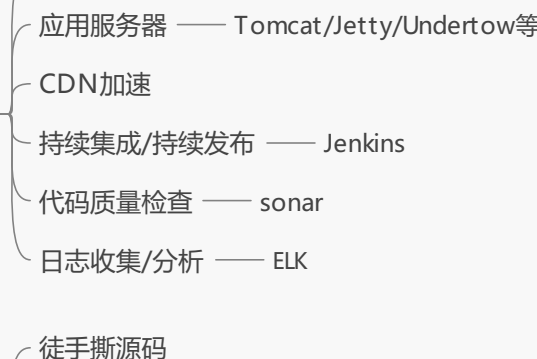 应用服务器 Tomcat/Jetty/Undertow等
CDN加速
持续集成/持续发布 Jenkins
代码质量检查 sonar
日志收集/分析 ELK
徒手撕源码